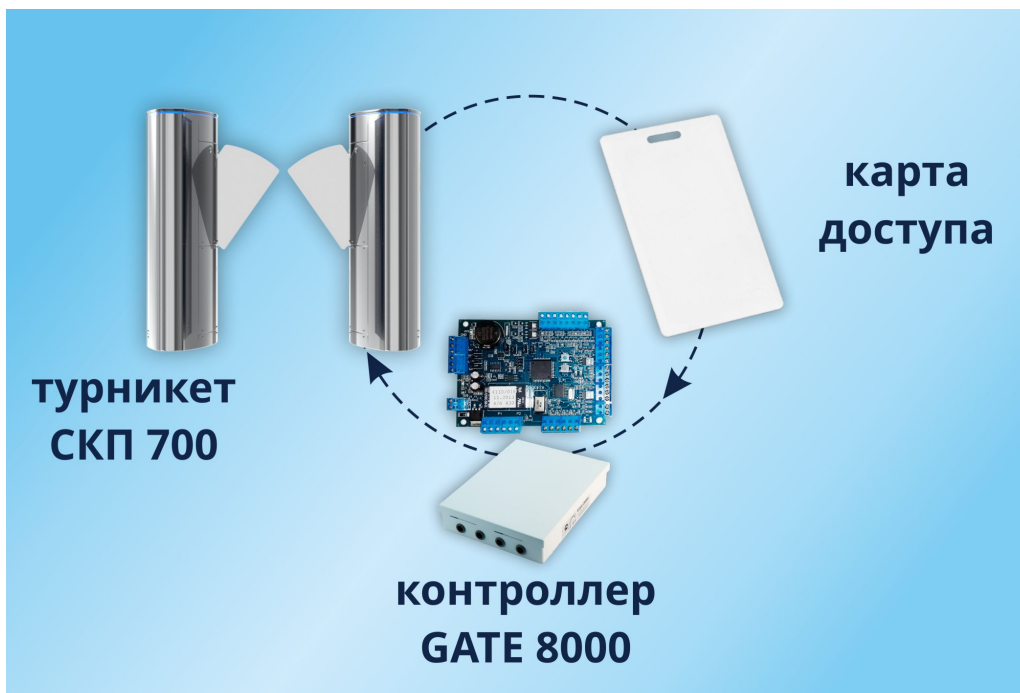 карта
доступа
турникет
СКП 700
контроллер
GATE 8000